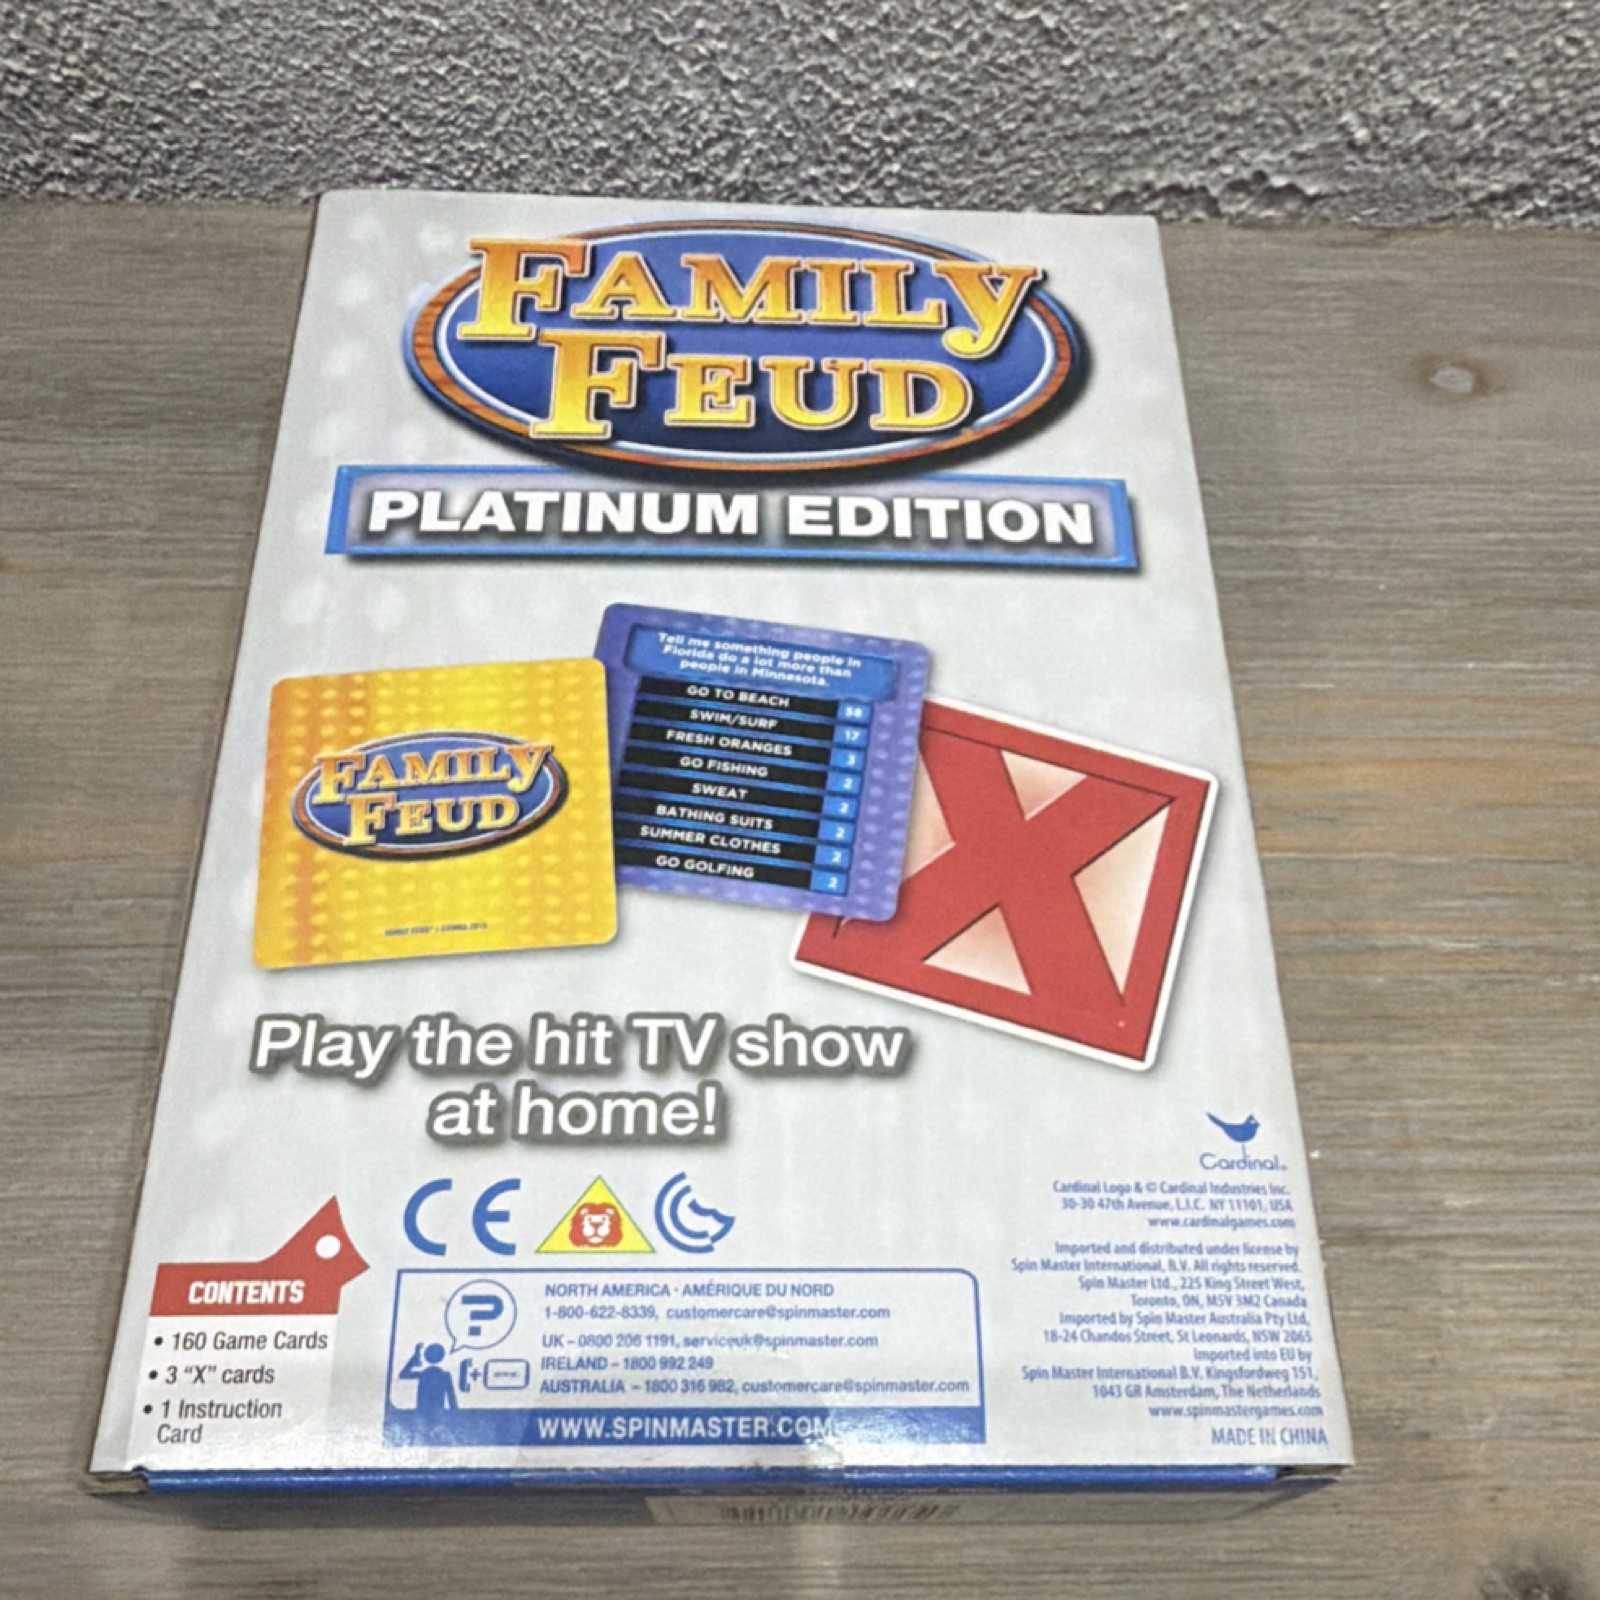 FAMILY
FEUD
PLATINUM EDITION
Tell me something people in
Florida do a lot more than
people in Minnesota.
GO TO BEACH 58
SWIM/SURF 17
FRESH ORANGES 3
GO FISHING 2
SWEAT 2
BATHING SUITS 2
SUMMER CLOTHES 2
GO GOLFING 2
FAMILY
FEUD
X
Play the hit TV show
at home!
CE
CONTENTS
• 160 Game Cards
• 3 “X” cards
• 1 Instruction
Card
?
NORTH AMERICA · AMÉRIQUE DU NORD
1-800-622-8339, customercare@spinmaster.com
UK – 0800 206 1191, serviceuk@spinmaster.com
IRELAND – 1800 992 249
AUSTRALIA – 1800 316 982, customercare@spinmaster.com
WWW.SPINMASTER.COM
Cardinal®
Cardinal Logo & © Cardinal Industries Inc.
30-30 47th Avenue, L.I.C. NY 11101, USA
www.cardinalgames.com
Imported and distributed under license by
Spin Master International, B.V. All rights reserved.
Spin Master Ltd., 225 King Street West,
Toronto, ON, M5V 3M2 Canada
Imported by Spin Master Australia Pty Ltd,
18-24 Chandos Street, St Leonards, NSW 2065
Imported into EU by
Spin Master International B.V. Kingsfordweg 151,
1043 GR Amsterdam, The Netherlands
www.spinmastergames.com
MADE IN CHINA